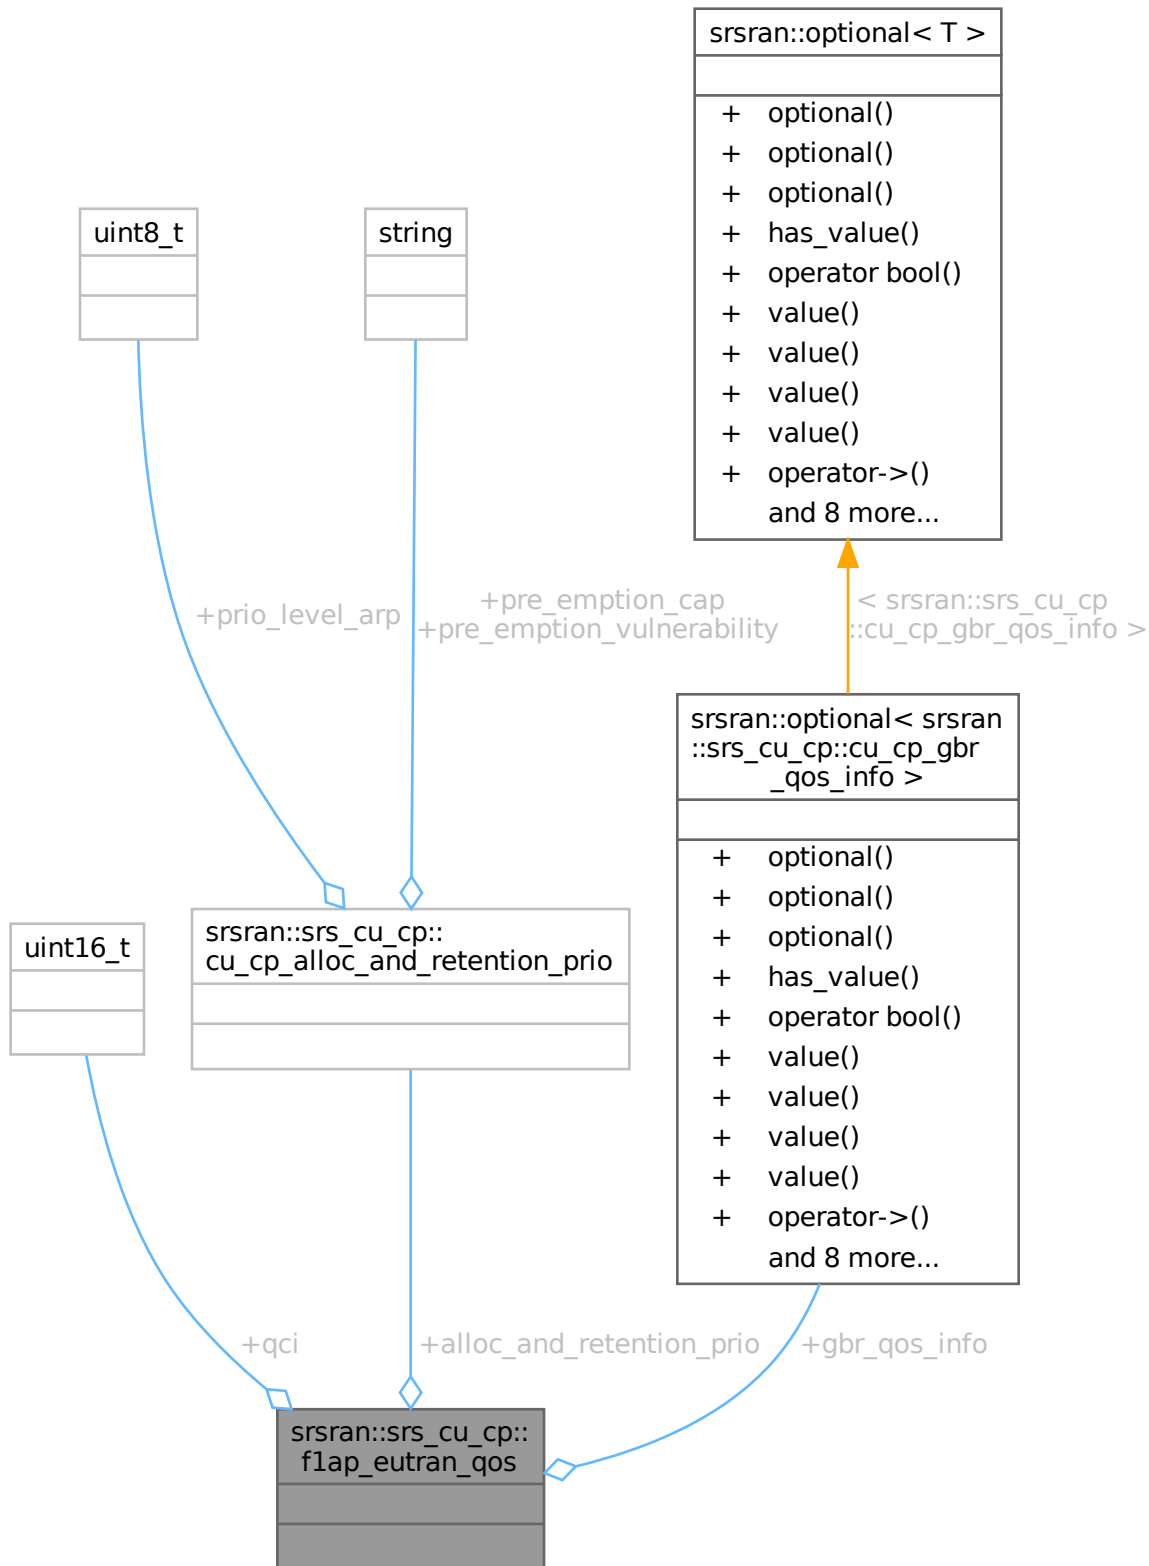 srsran::optional< T >
+ optional()
+ optional()
+ optional()
+ has_value()
+ operator bool()
+ value()
+ value()
+ value()
+ value()
+ operator->()
and 8 more...
uint8_t
string
+prio_level_arp
+pre_emption_cap
+pre_emption_vulnerability
< srsran::srs_cu_cp
::cu_cp_gbr_qos_info >
srsran::optional< srsran
::srs_cu_cp::cu_cp_gbr
_qos_info >
+ optional()
+ optional()
+ optional()
+ has_value()
+ operator bool()
+ value()
+ value()
+ value()
+ value()
+ operator->()
and 8 more...
uint16_t
srsran::srs_cu_cp::
cu_cp_alloc_and_retention_prio
+qci
+alloc_and_retention_prio
+gbr_qos_info
srsran::srs_cu_cp::
f1ap_eutran_qos